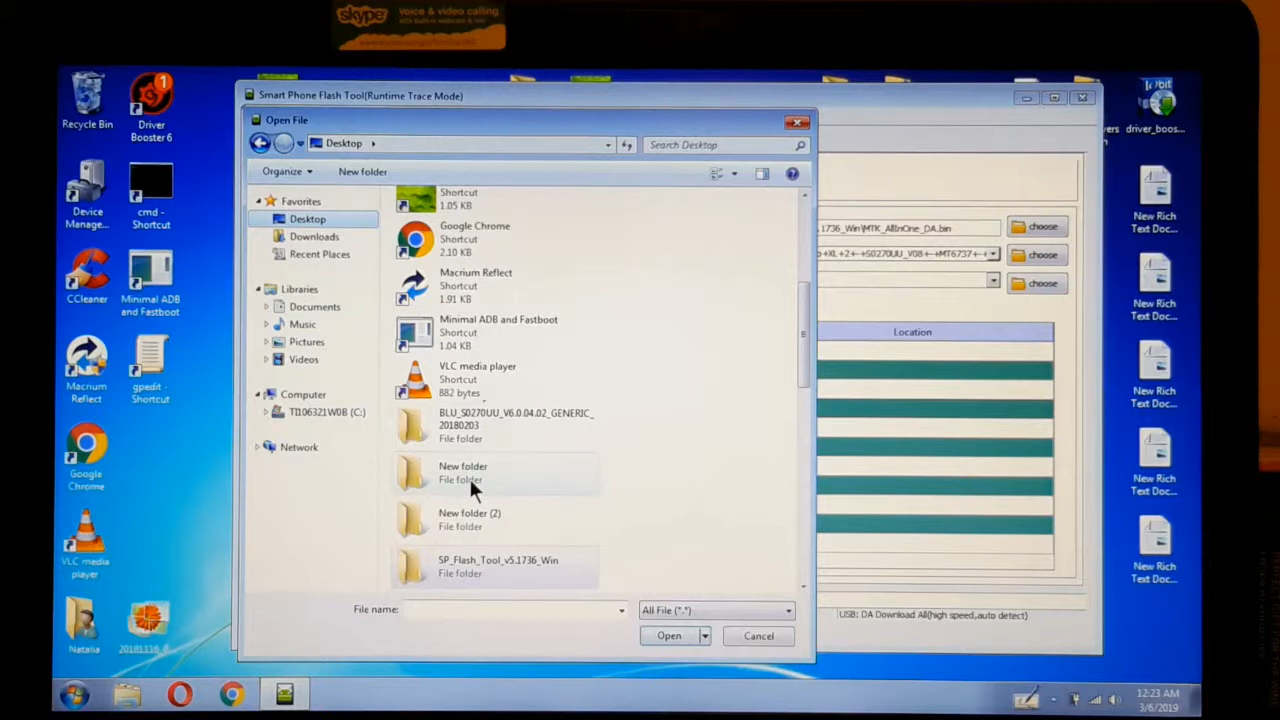 skype
Voice & video calling
Smart Phone Flash Tool(Runtime Trace Mode)
Open File
Desktop
Search Desktop
Organize
New folder
Favorites
Desktop
Downloads
Recent Places
Libraries
Documents
Music
Pictures
Videos
Computer
TI106321W0B (C:)
Network
Shortcut
1.05 KB
Google Chrome
Shortcut
2.10 KB
Macrium Reflect
Shortcut
1.91 KB
Minimal ADB and Fastboot
Shortcut
1.04 KB
VLC media player
Shortcut
882 bytes
BLU_S0270UU_V6.0.04.02_GENERIC_
20180203
File folder
New folder
File folder
New folder (2)
File folder
SP_Flash_Tool_v5.1736_Win
File folder
File name:
All File (*.*)
Open
Cancel
.1736_Win\MTK_AllInOne_DA.bin
choose
choose
choose
Location
USB: DA Download All(high speed,auto detect)
Recycle Bin
1
Driver
Booster 6
Device
Manage...
cmd -
Shortcut
CCleaner
Minimal ADB
and Fastboot
Macrium
Reflect
gpedit -
Shortcut
Google
Chrome
VLC media
player
Natalia
driver_boos...
New Rich
Text Doc...
New Rich
Text Doc...
New Rich
Text Doc...
New Rich
Text Doc...
New Rich
Text Doc...
12:23 AM
3/6/2019